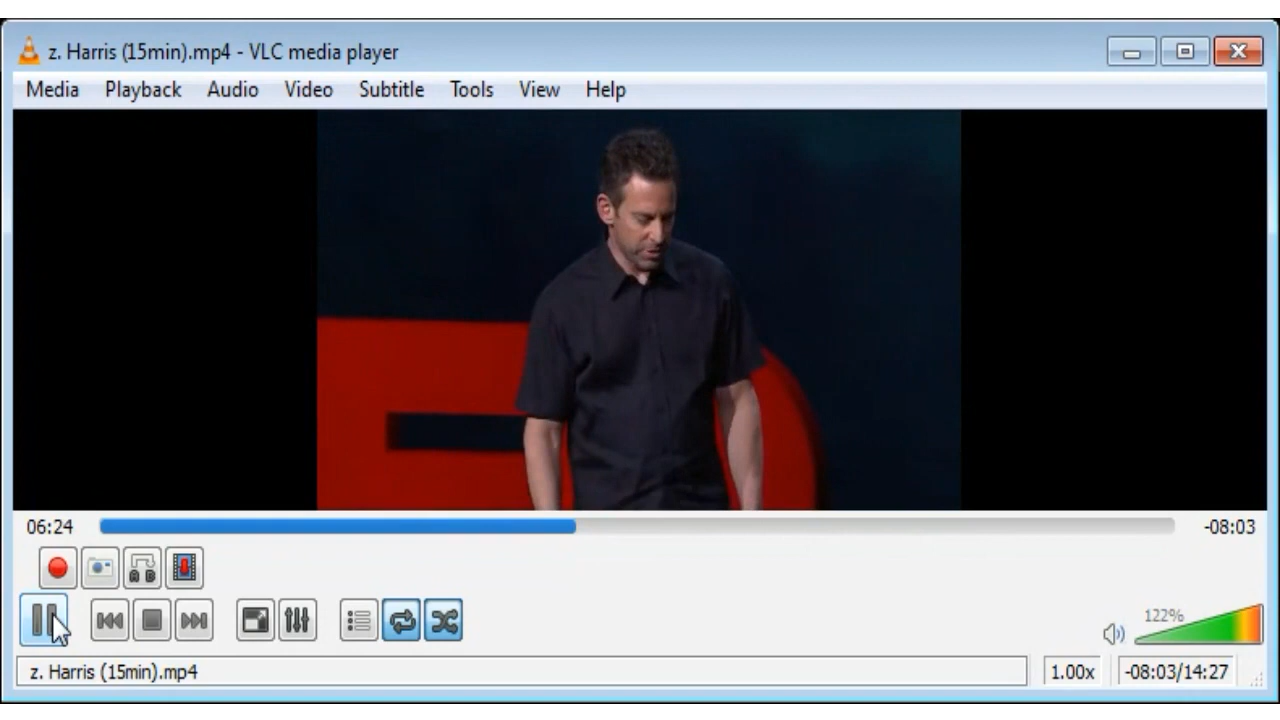 z. Harris (15min).mp4 - VLC media player
Media Playback Audio Video Subtitle Tools View Help
06:24 -08:03
A B
122%
z. Harris (15min).mp4 1.00x -08:03/14:27